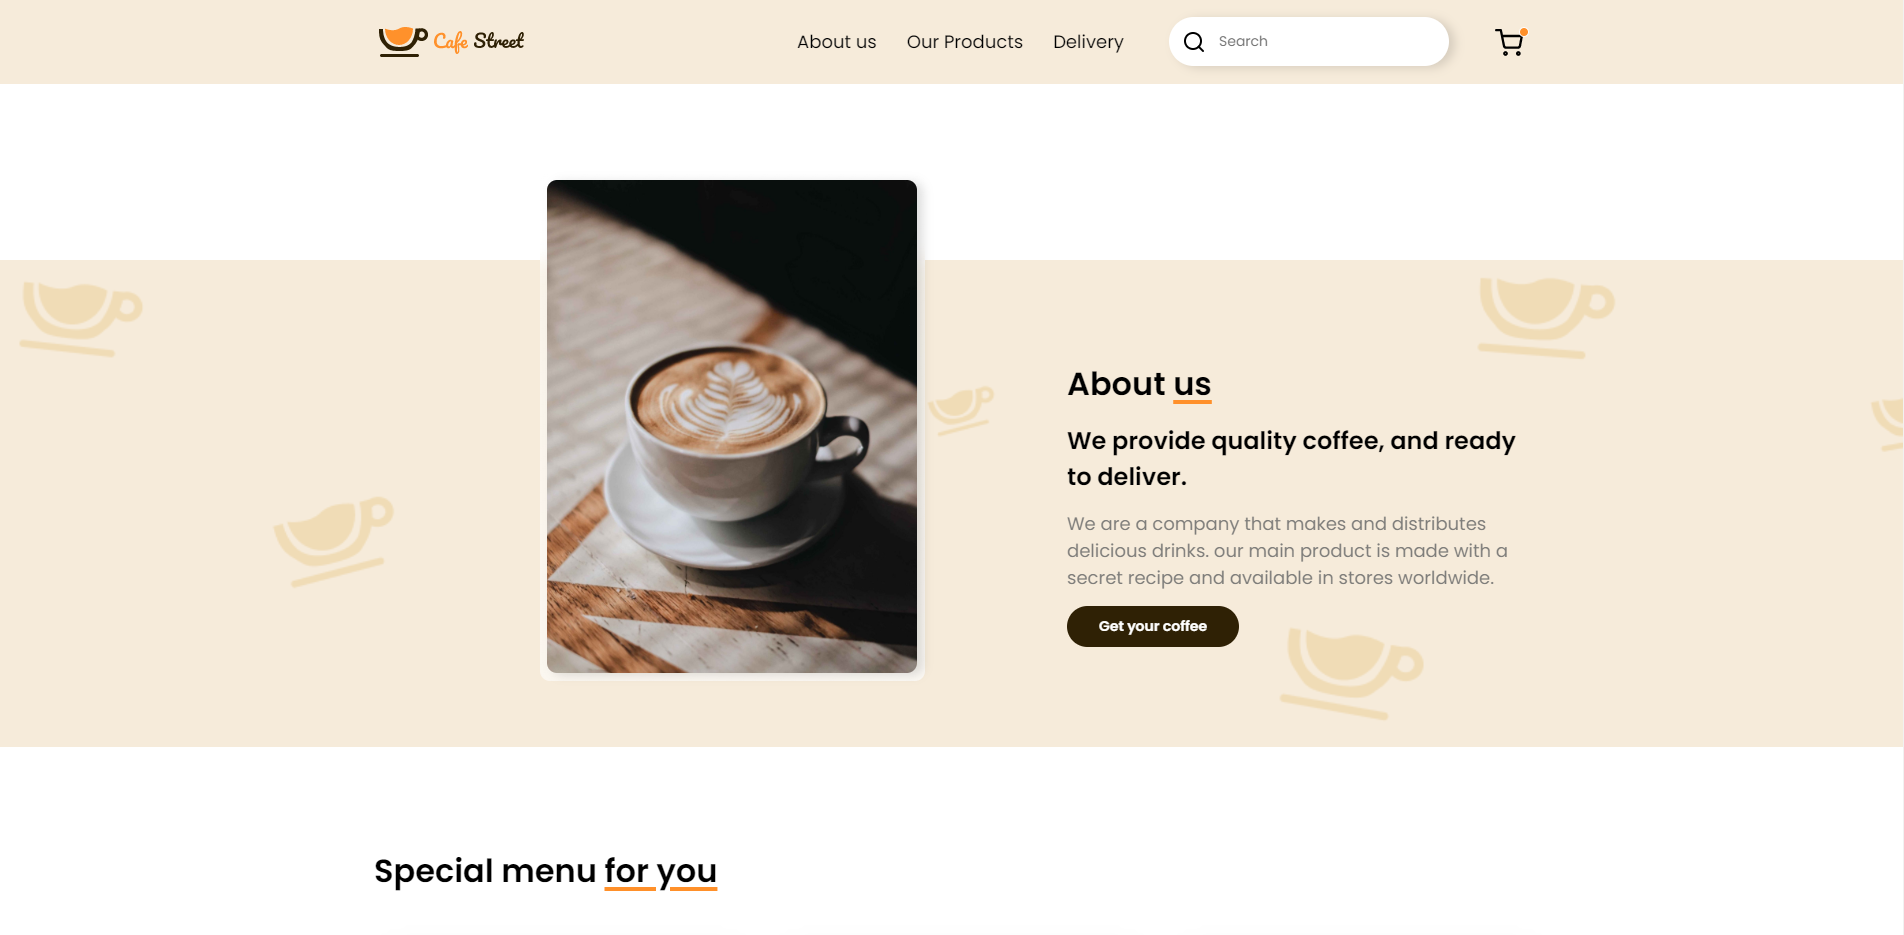 Cafe Street
About us
Our Products
Delivery
Search
About us
We provide quality coffee, and ready
to deliver.
We are a company that makes and distributes
delicious drinks. our main product is made with a
secret recipe and available in stores worldwide.
Get your coffee
Special menu for you